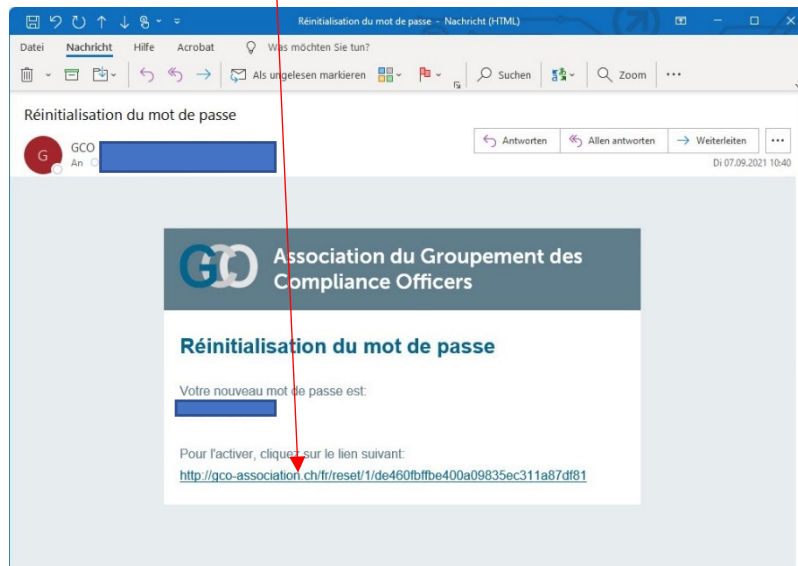 Réinitialisation du mot de passe - Nachricht (HTML)
Datei Nachricht Hilfe Acrobat Was möchten Sie tun?
Als ungelesen markieren Suchen Zoom
Réinitialisation du mot de passe
G
GCO
An
Antworten Allen antworten Weiterleiten
Di 07.09.2021 10:40
GCO
Association du Groupement des
Compliance Officers
Réinitialisation du mot de passe
Votre nouveau mot de passe est:
Pour l'activer, cliquez sur le lien suivant:
http://gco-association.ch/fr/reset/1/de460fbffbe400a09835ec311a87df81